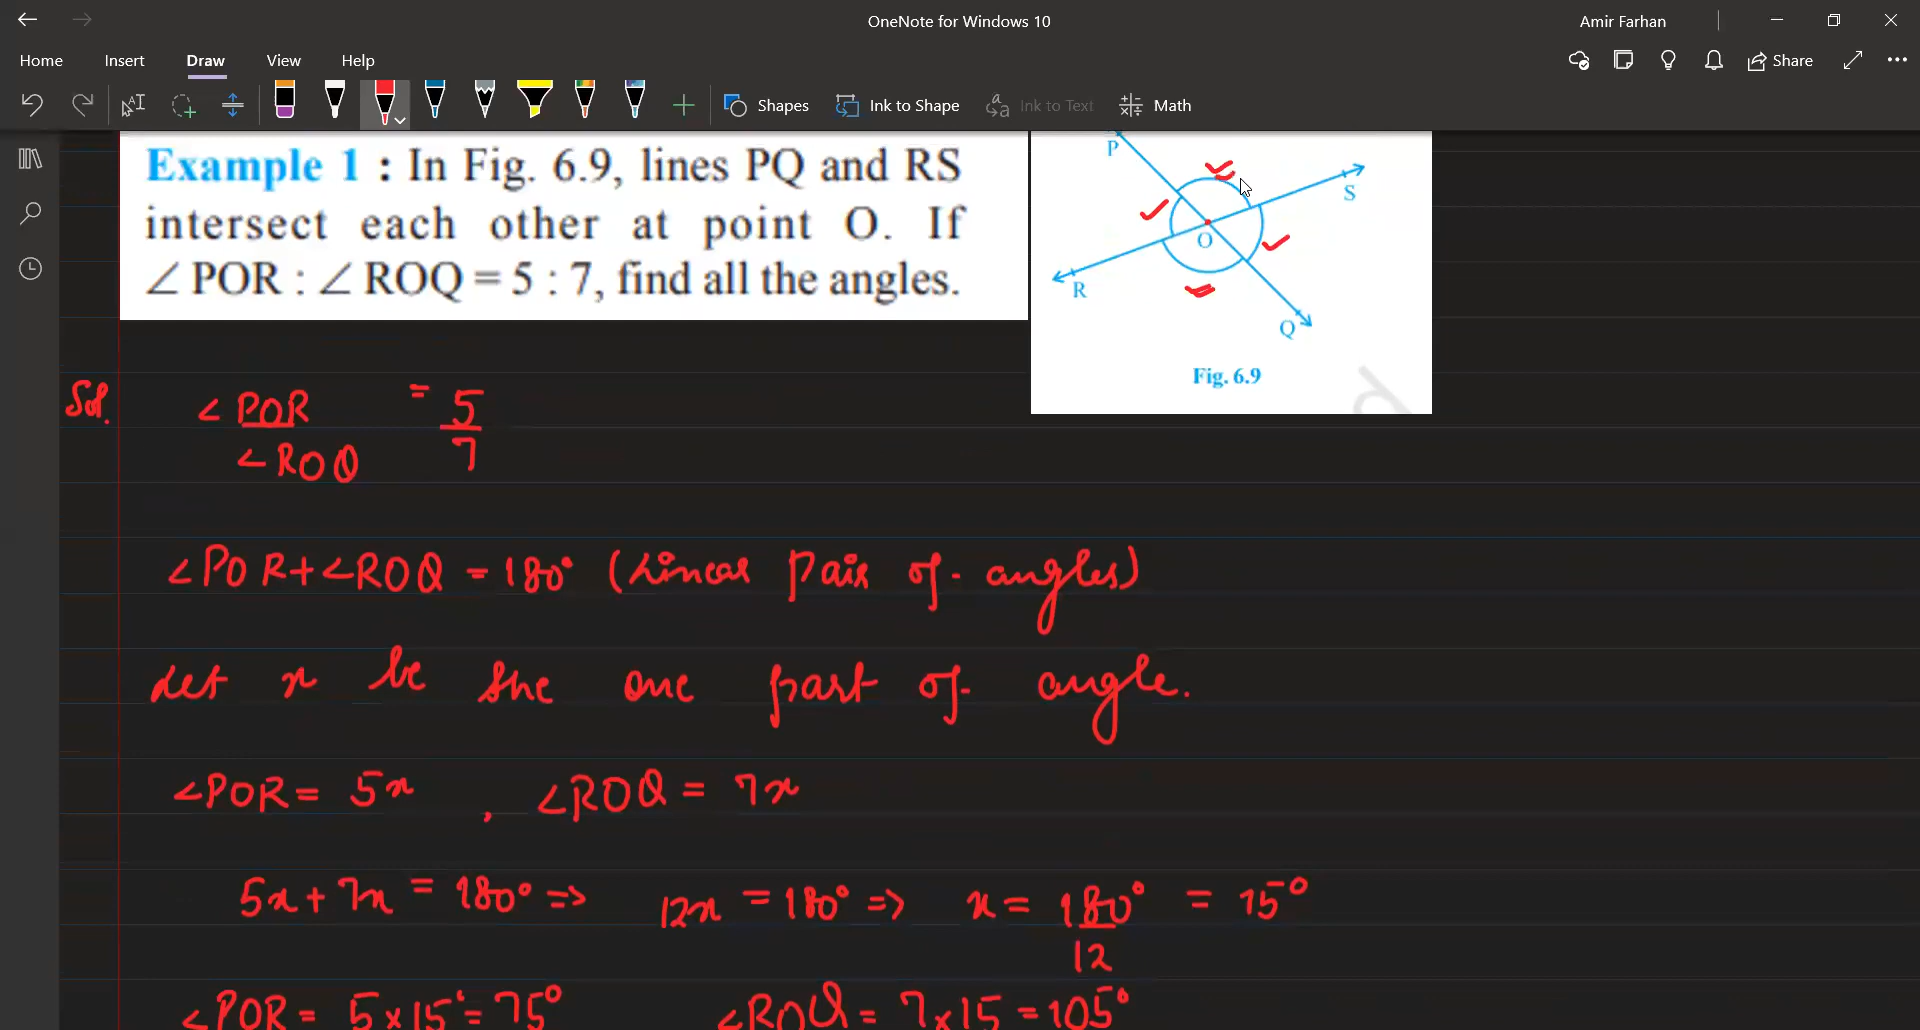 OneNote for Windows 10
Amir Farhan
Home Insert Draw View Help
Share
Shapes Ink to Shape Ink to Text Math
Example 1 : In Fig. 6.9, lines PQ and RS
intersect each other at point O. If
∠ POR : ∠ ROQ = 5 : 7, find all the angles.
P
S
O
R
Q
Fig. 6.9
Sol.
∠POR = 5
∠ROQ 7
∠POR+∠ROQ = 180° (Linear Pair of angles)
Let x be the one part of angle.
∠POR = 5x , ∠ROQ = 7x
5x + 7x = 180° => 12x = 180° => x = 180° = 15°
12
∠POR = 5×15° = 75° ∠ROQ = 7×15 = 105°